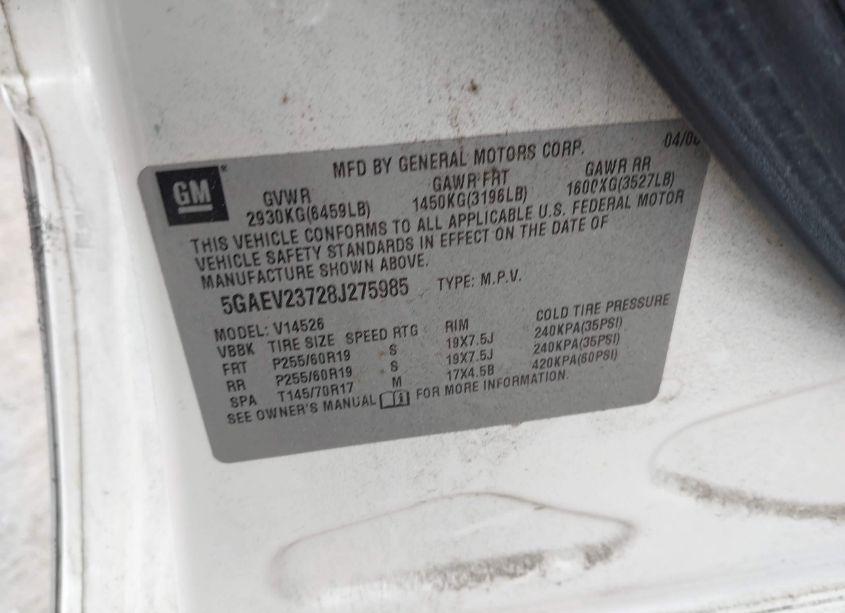 04/0
MFD BY GENERAL MOTORS CORP.
GM
GVWR GAWR FRT GAWR RR
2930KG(6459LB) 1450KG(3196LB) 1600KG(3527LB)
THIS VEHICLE CONFORMS TO ALL APPLICABLE U.S. FEDERAL MOTOR
VEHICLE SAFETY STANDARDS IN EFFECT ON THE DATE OF
MANUFACTURE SHOWN ABOVE.
5GAEV23728J275985 TYPE: M.P.V.
MODEL: V14526
VBBK TIRE SIZE SPEED RTG RIM COLD TIRE PRESSURE
FRT P255/60R19 S 19X7.5J 240KPA(35PSI)
RR P255/60R19 S 19X7.5J 240KPA(35PSI)
SPA T145/70R17 M 17X4.5B 420KPA(60PSI)
SEE OWNER'S MANUAL FOR MORE INFORMATION.